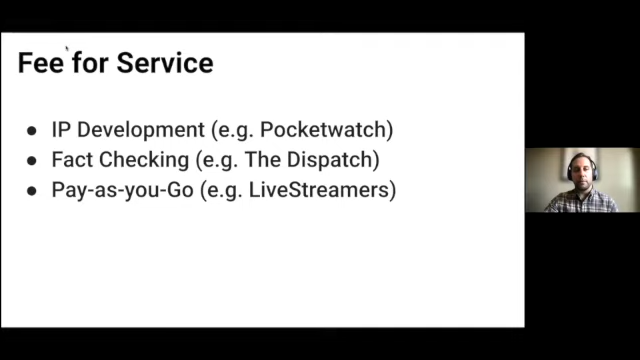 Fee for Service
● IP Development (e.g. Pocketwatch)
● Fact Checking (e.g. The Dispatch)
● Pay-as-you-Go (e.g. LiveStreamers)